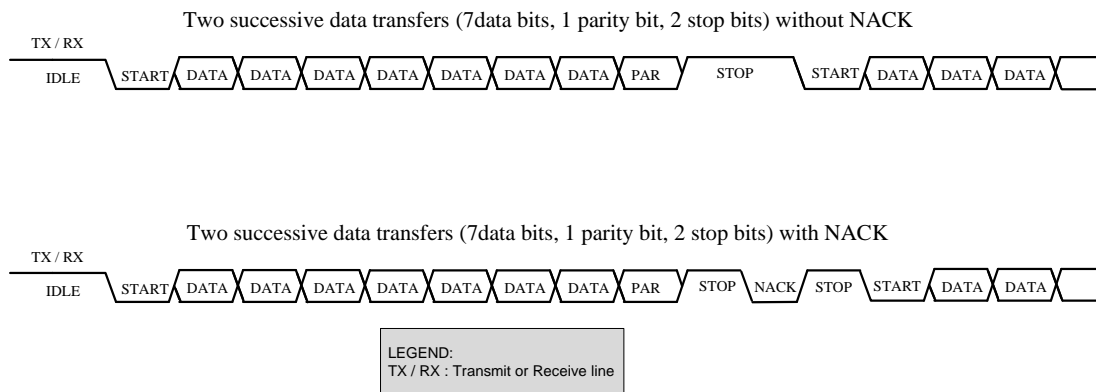 Two successive data transfers (7data bits, 1 parity bit, 2 stop bits) without NACK
TX / RX
IDLE START DATA DATA DATA DATA DATA DATA DATA PAR STOP START DATA DATA DATA
Two successive data transfers (7data bits, 1 parity bit, 2 stop bits) with NACK
TX / RX
IDLE START DATA DATA DATA DATA DATA DATA DATA PAR STOP NACK STOP START DATA DATA
LEGEND:
TX / RX : Transmit or Receive line